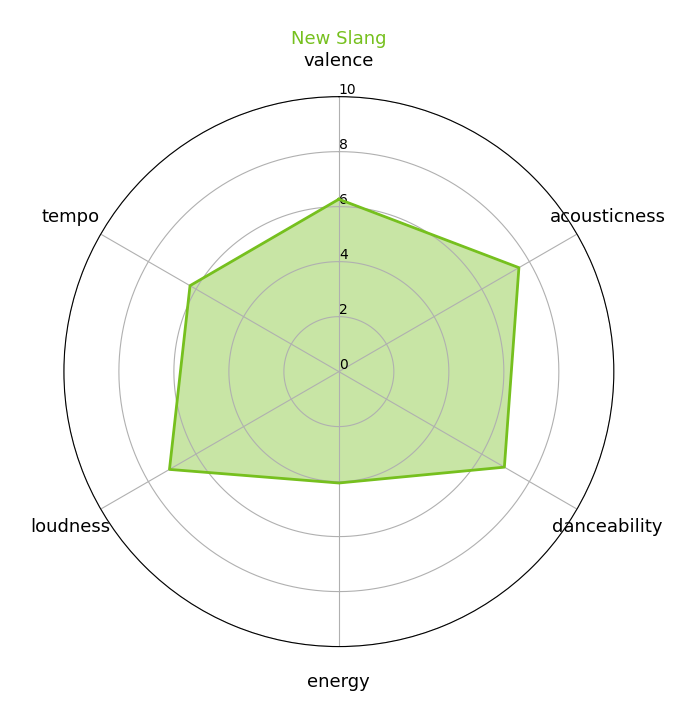 New Slang
valence
10
8
tempo
acousticness
6
4
2
0
loudness
danceability
energy